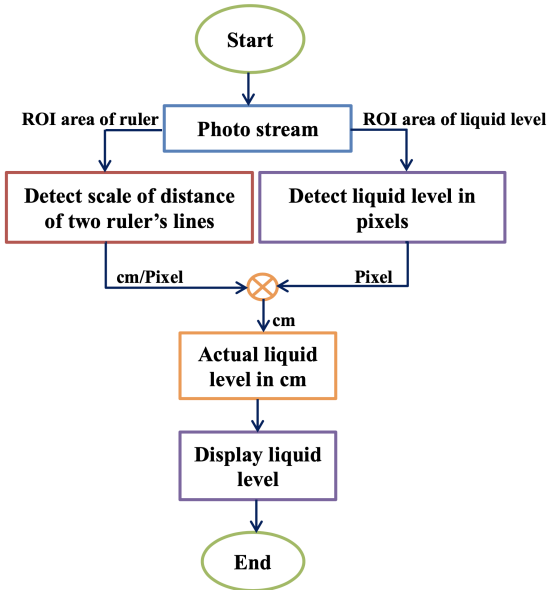 Start
ROI area of ruler
Photo stream
ROI area of liquid level
Detect scale of distance
of two ruler's lines
Detect liquid level in
pixels
cm/Pixel
Pixel
cm
Actual liquid
level in cm
Display liquid
level
End